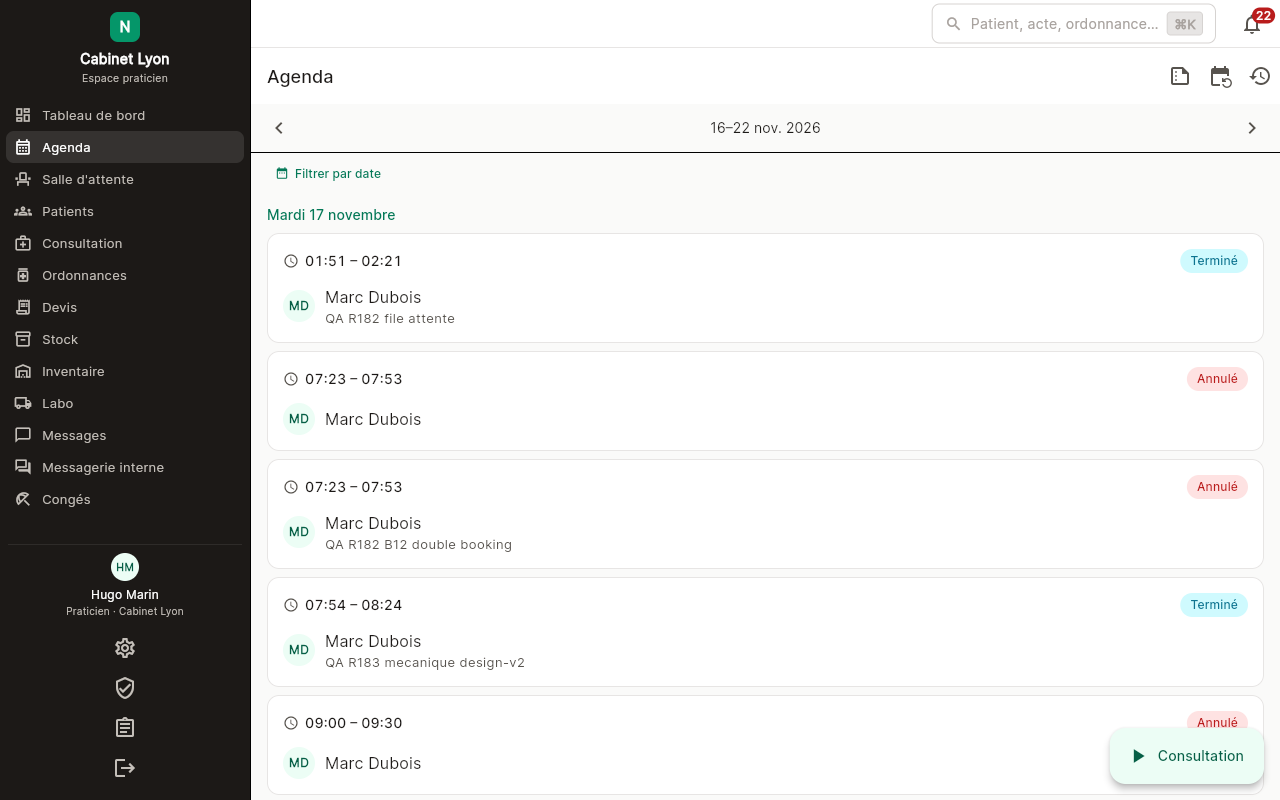 N
Cabinet Lyon
Espace praticien
Tableau de bord
Agenda
Salle d'attente
Patients
Consultation
Ordonnances
Devis
Stock
Inventaire
Labo
Messages
Messagerie interne
Congés
HM
Hugo Marin
Praticien · Cabinet Lyon
Patient, acte, ordonnance... ⌘K
22
Agenda
16–22 nov. 2026
Filtrer par date
Mardi 17 novembre
01:51 – 02:21 Terminé
MD Marc Dubois
QA R182 file attente
07:23 – 07:53 Annulé
MD Marc Dubois
07:23 – 07:53 Annulé
MD Marc Dubois
QA R182 B12 double booking
07:54 – 08:24 Terminé
MD Marc Dubois
QA R183 mecanique design-v2
09:00 – 09:30 Annulé
MD Marc Dubois
Consultation